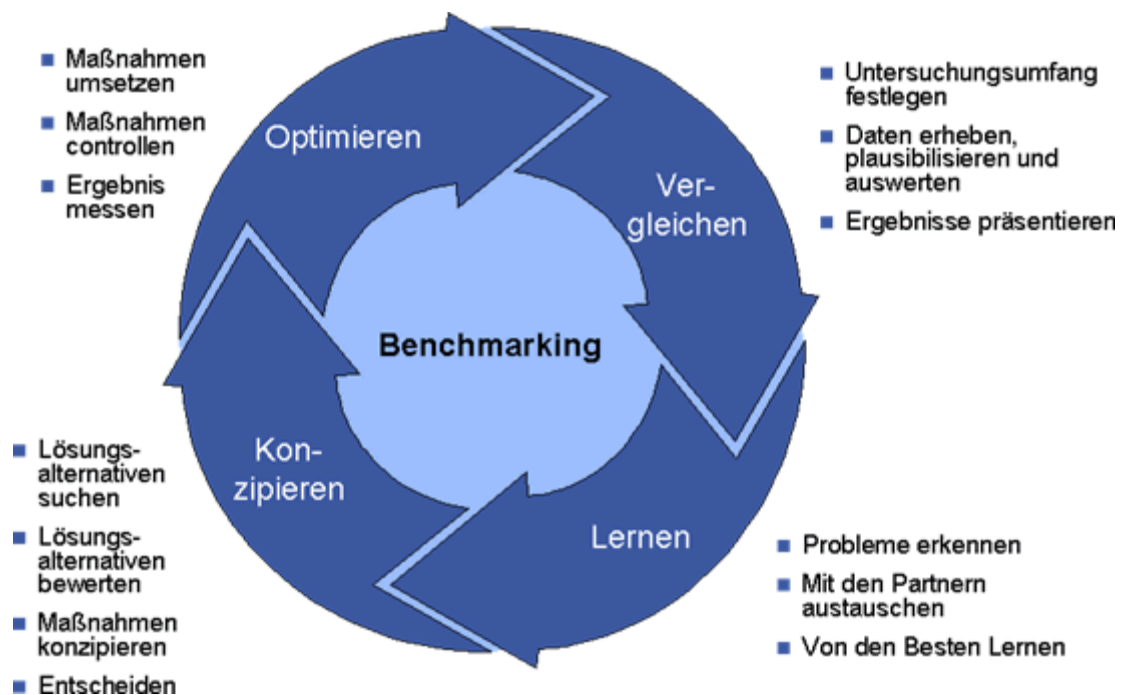 Maßnahmen
umsetzen
Maßnahmen
controllen
Ergebnis
messen
Optimieren
Untersuchungsumfang
festlegen
Daten erheben,
plausibilisieren und
auswerten
Ergebnisse präsentieren
Ver-
gleichen
Benchmarking
Kon-
zipieren
Lösungs-
alternativen
suchen
Lösungs-
alternativen
bewerten
Maßnahmen
konzipieren
Entscheiden
Lernen
Probleme erkennen
Mit den Partnern
austauschen
Von den Besten Lernen